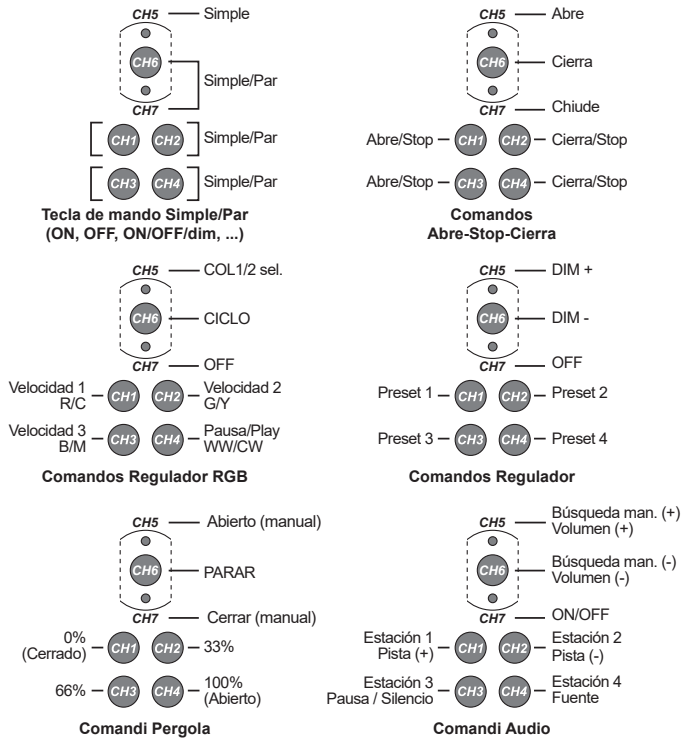 CH5 Simple
CH6
Simple/Par
CH7
CH1 CH2 Simple/Par
CH3 CH4 Simple/Par
Tecla de mando Simple/Par
(ON, OFF, ON/OFF/dim, ...)
CH5 Abre
CH6 Cierra
CH7 Chiude
Abre/Stop CH1 CH2 Cierra/Stop
Abre/Stop CH3 CH4 Cierra/Stop
Comandos
Abre-Stop-Cierra
CH5 COL1/2 sel.
CH6 CICLO
CH7 OFF
Velocidad 1
R/C
CH1 CH2
Velocidad 2
G/Y
Velocidad 3
B/M
CH3 CH4
Pausa/Play
WW/CW
Comandos Regulador RGB
CH5 DIM +
CH6 DIM -
CH7 OFF
Preset 1 CH1 CH2 Preset 2
Preset 3 CH3 CH4 Preset 4
Comandos Regulador
CH5 Abierto (manual)
CH6 PARAR
CH7 Cerrar (manual)
0%
(Cerrado)
CH1 CH2 33%
66% CH3 CH4
100%
(Abierto)
Comandi Pergola
CH5
Búsqueda man. (+)
Volumen (+)
CH6
Búsqueda man. (-)
Volumen (-)
CH7 ON/OFF
Estación 1
Pista (+)
CH1 CH2
Estación 2
Pista (-)
Estación 3
Pausa / Silencio
CH3 CH4
Estación 4
Fuente
Comandi Audio